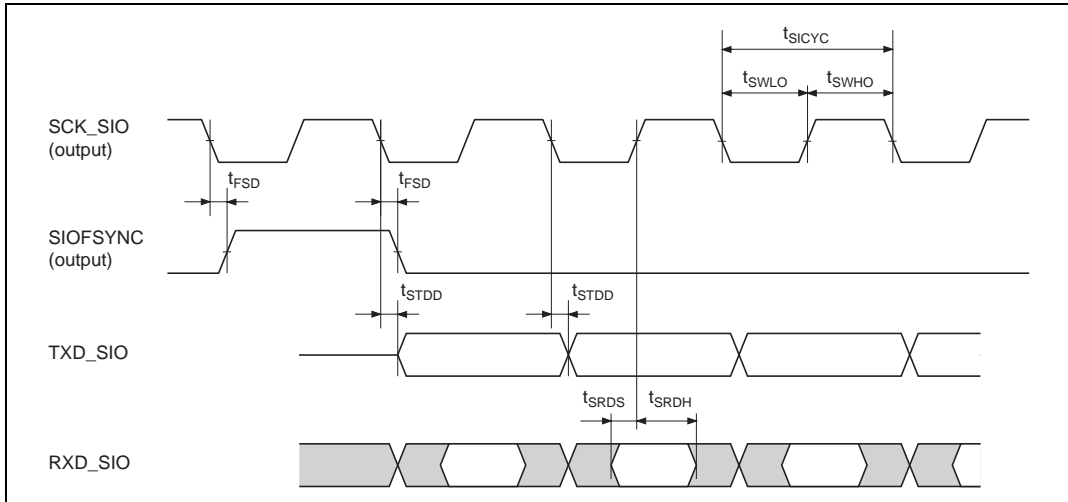 tSICYC
tSWLO tSWHO
SCK_SIO
(output)
tFSD tFSD
SIOFSYNC
(output)
tSTDD tSTDD
TXD_SIO
tSRDS tSRDH
RXD_SIO